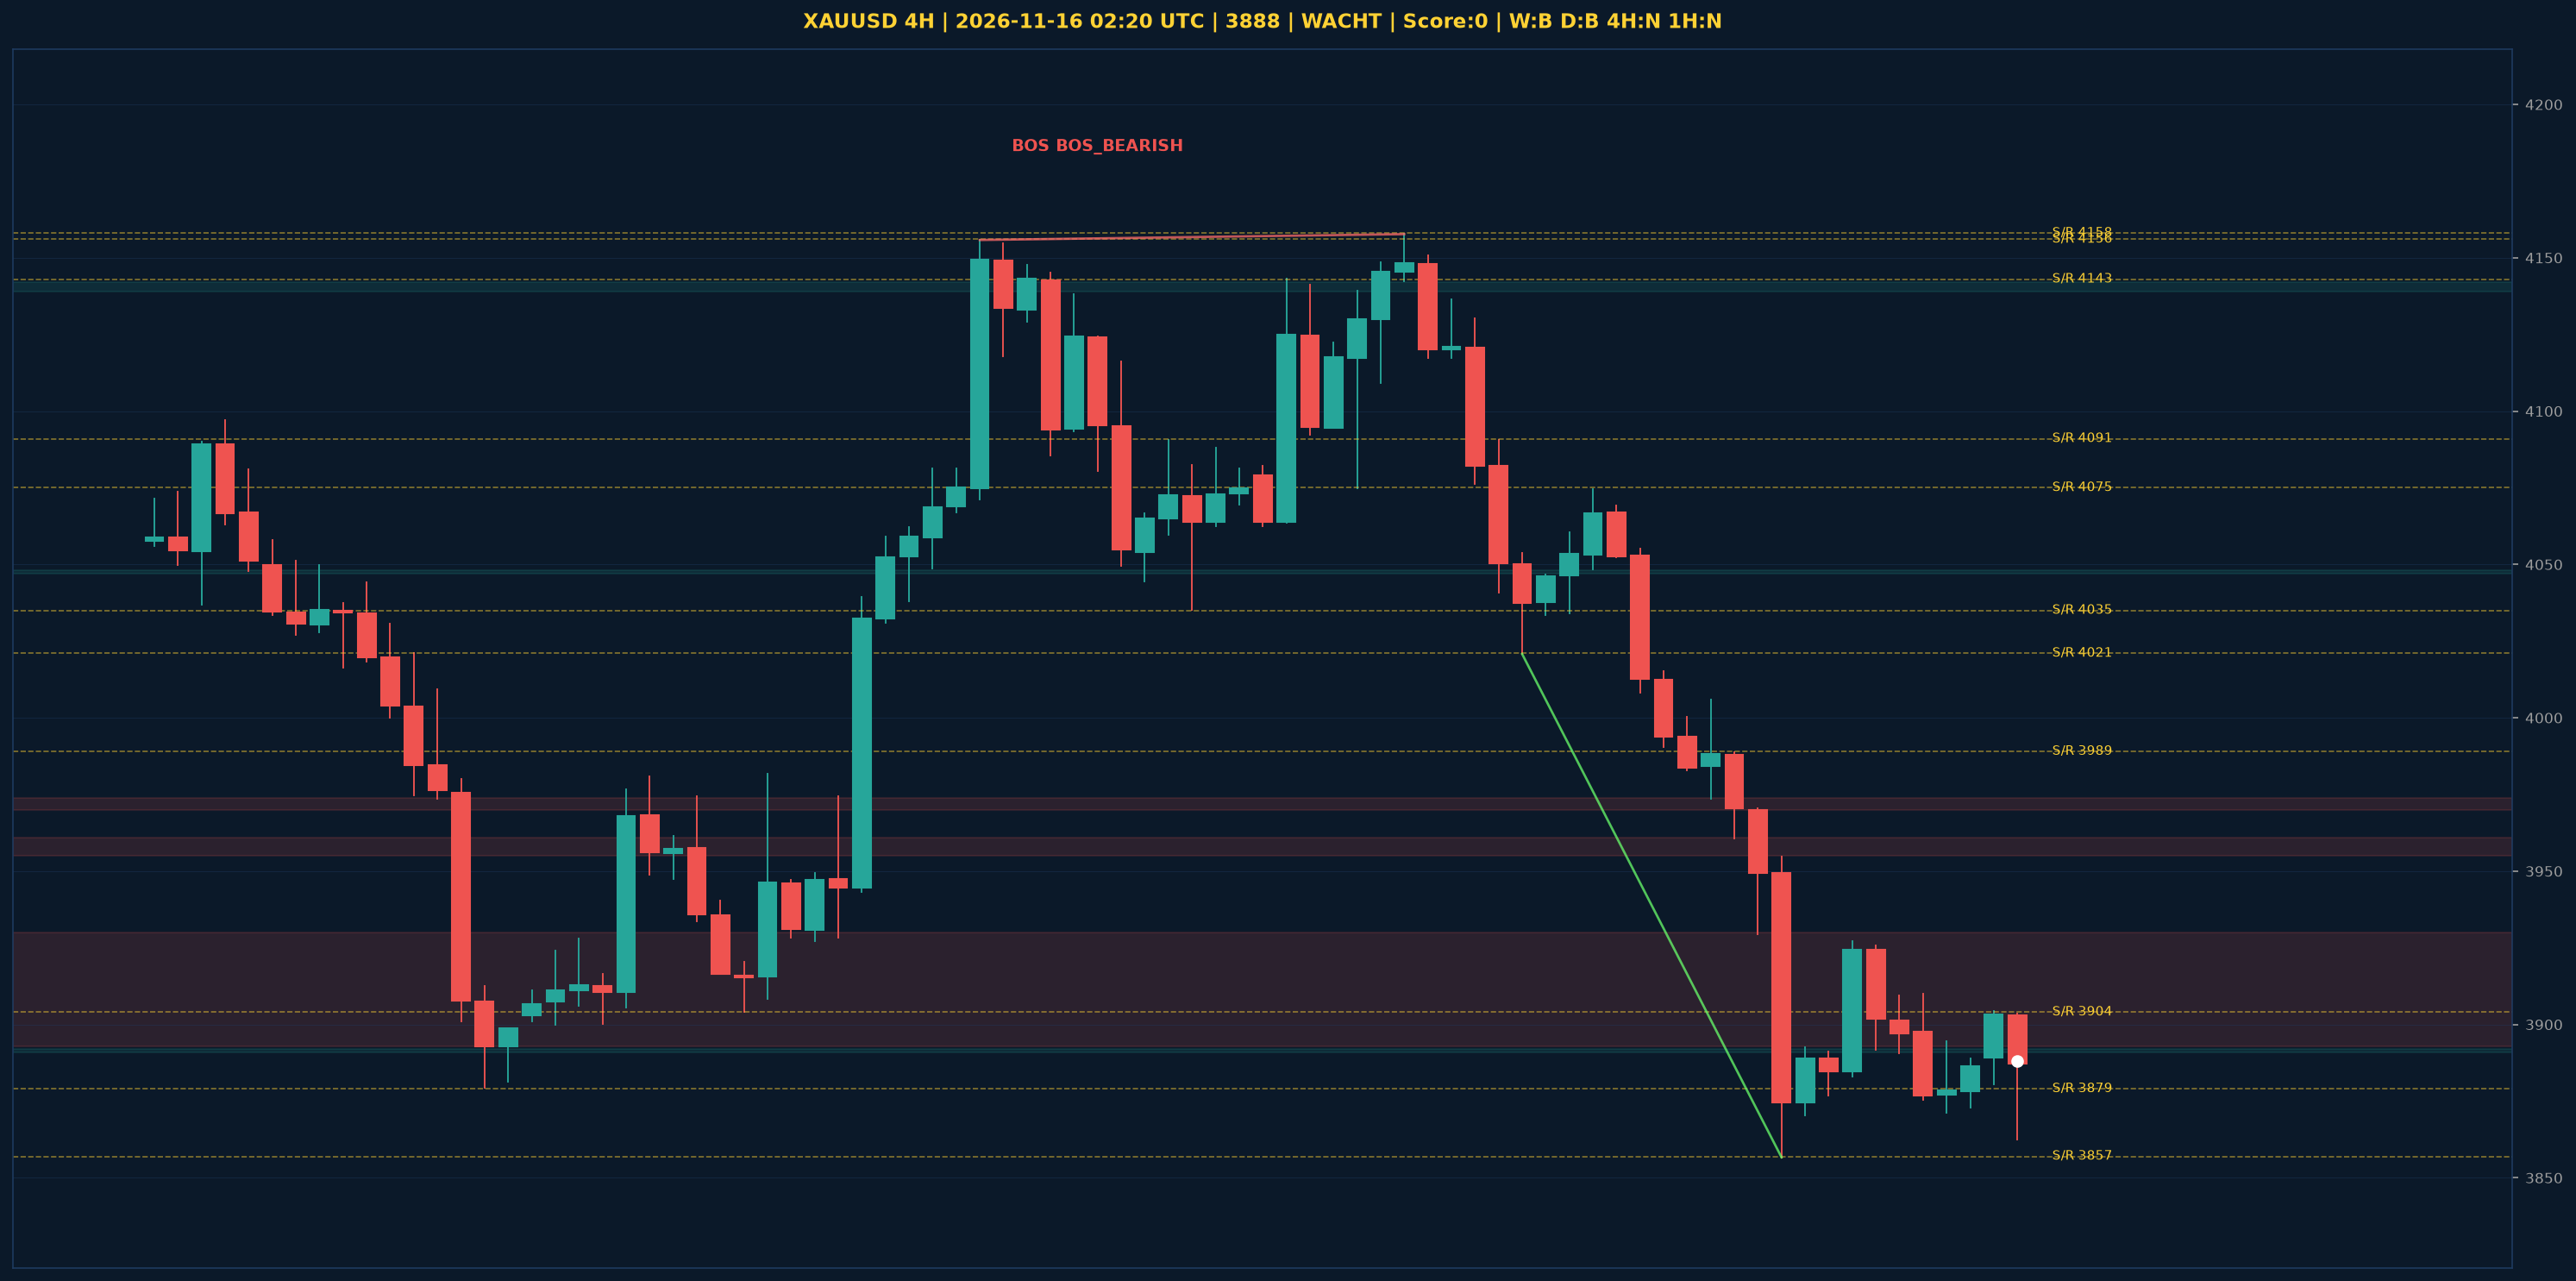 XAUUSD 4H | 2026-11-16 02:20 UTC | 3888 | WACHT | Score:0 | W:B D:B 4H:N 1H:N
4200
BOS BOS_BEARISH
S/R 4158
S/R 4156
4150
S/R 4143
4100
S/R 4091
S/R 4075
4050
S/R 4035
S/R 4021
4000
S/R 3989
3950
S/R 3904
3900
S/R 3879
S/R 3857
3850